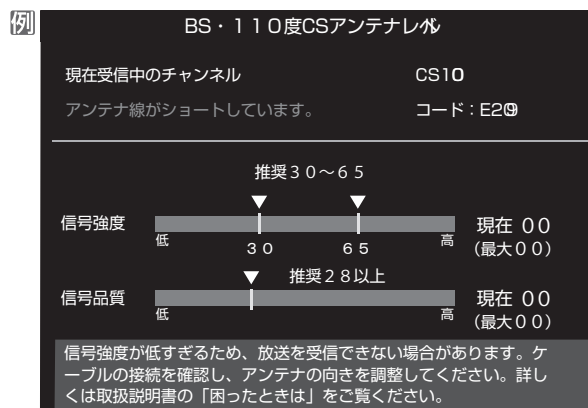 例
BS・110度CSアンテナレベル
現在受信中のチャンネル CS10
アンテナ線がショートしています。 コード：E209
推奨30〜65
信号強度 現在 00
低 30 65 高 (最大00)
推奨28以上
信号品質 現在 00
低 高 (最大00)
信号強度が低すぎるため、放送を受信できない場合があります。ケ
ーブルの接続を確認し、アンテナの向きを調整してください。詳し
くは取扱説明書の「困ったときは」をご覧ください。